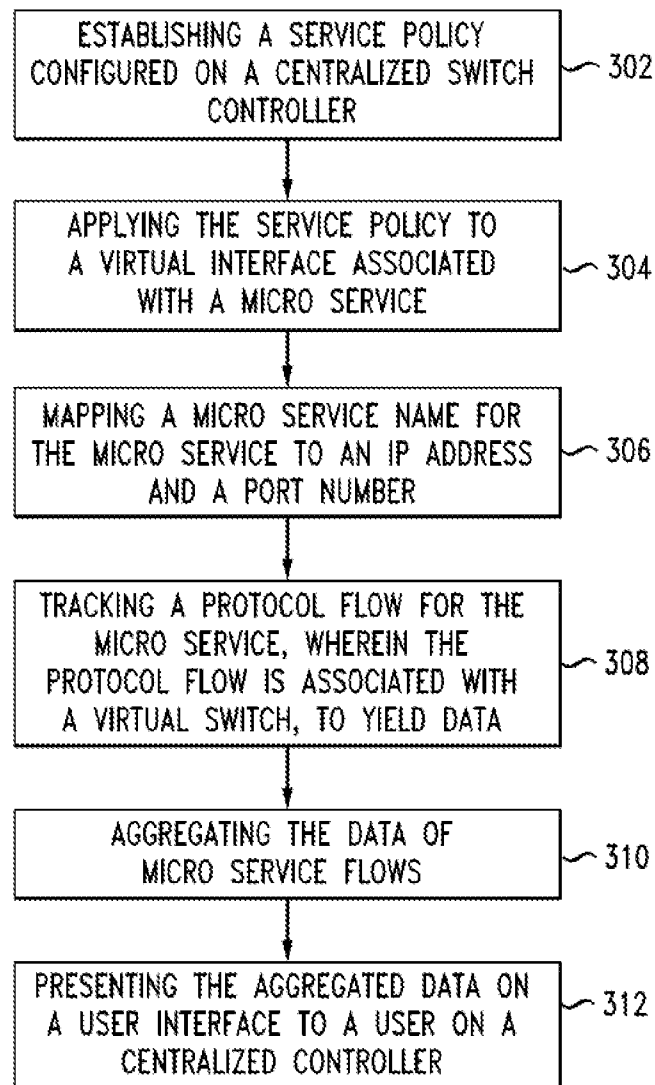 ESTABLISHING A SERVICE POLICY
CONFIGURED ON A CENTRALIZED SWITCH
CONTROLLER
302
APPLYING THE SERVICE POLICY TO
A VIRTUAL INTERFACE ASSOCIATED
WITH A MICRO SERVICE
304
MAPPING A MICRO SERVICE NAME FOR
THE MICRO SERVICE TO AN IP ADDRESS
AND A PORT NUMBER
306
TRACKING A PROTOCOL FLOW FOR THE
MICRO SERVICE, WHEREIN THE
PROTOCOL FLOW IS ASSOCIATED WITH
A VIRTUAL SWITCH, TO YIELD DATA
308
AGGREGATING THE DATA OF
MICRO SERVICE FLOWS
310
PRESENTING THE AGGREGATED DATA ON
A USER INTERFACE TO A USER ON A
CENTRALIZED CONTROLLER
312